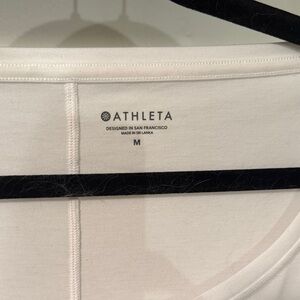 ATHLETA
DESIGNED IN SAN FRANCISCO
MADE IN SRI LANKA
M